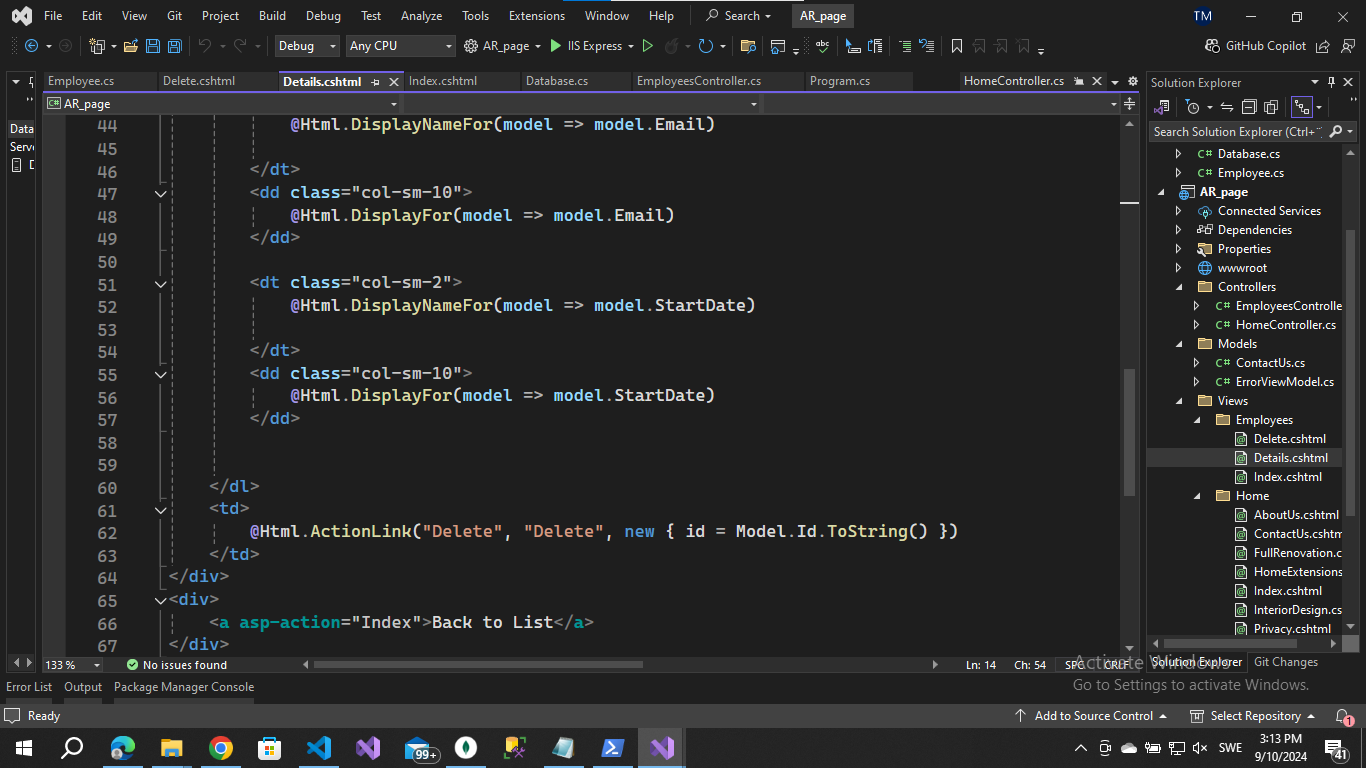 File Edit View Git Project Build Debug Test Analyze Tools Extensions Window Help Search AR_page TM
Debug Any CPU AR_page IIS Express GitHub Copilot
Employee.cs Delete.cshtml Details.cshtml Index.cshtml Database.cs EmployeesController.cs Program.cs HomeController.cs
AR_page
Data
Serv
44 @Html.DisplayNameFor(model => model.Email)
45
46 </dt>
47 <dd class="col-sm-10">
48 @Html.DisplayFor(model => model.Email)
49 </dd>
50
51 <dt class="col-sm-2">
52 @Html.DisplayNameFor(model => model.StartDate)
53
54 </dt>
55 <dd class="col-sm-10">
56 @Html.DisplayFor(model => model.StartDate)
57 </dd>
58
59
60 </dl>
61 <td>
62 @Html.ActionLink("Delete", "Delete", new { id = Model.Id.ToString() })
63 </td>
64 </div>
65 <div>
66 <a asp-action="Index">Back to List</a>
67 </div>
133 % No issues found Ln: 14 Ch: 54 SPC CRLF
Solution Explorer
Search Solution Explorer (Ctrl+
C# Database.cs
C# Employee.cs
AR_page
Connected Services
Dependencies
Properties
wwwroot
Controllers
C# EmployeesControlle
C# HomeController.cs
Models
C# ContactUs.cs
C# ErrorViewModel.cs
Views
Employees
Delete.cshtml
Details.cshtml
Index.cshtml
Home
AboutUs.cshtml
ContactUs.cshtm
FullRenovation.c
HomeExtensions
Index.cshtml
InteriorDesign.cs
Privacy.cshtml
Solution Explorer Git Changes
Activate Windows
Go to Settings to activate Windows.
Error List Output Package Manager Console
Ready Add to Source Control Select Repository 1
99+ SWE 3:13 PM
9/10/2024 41